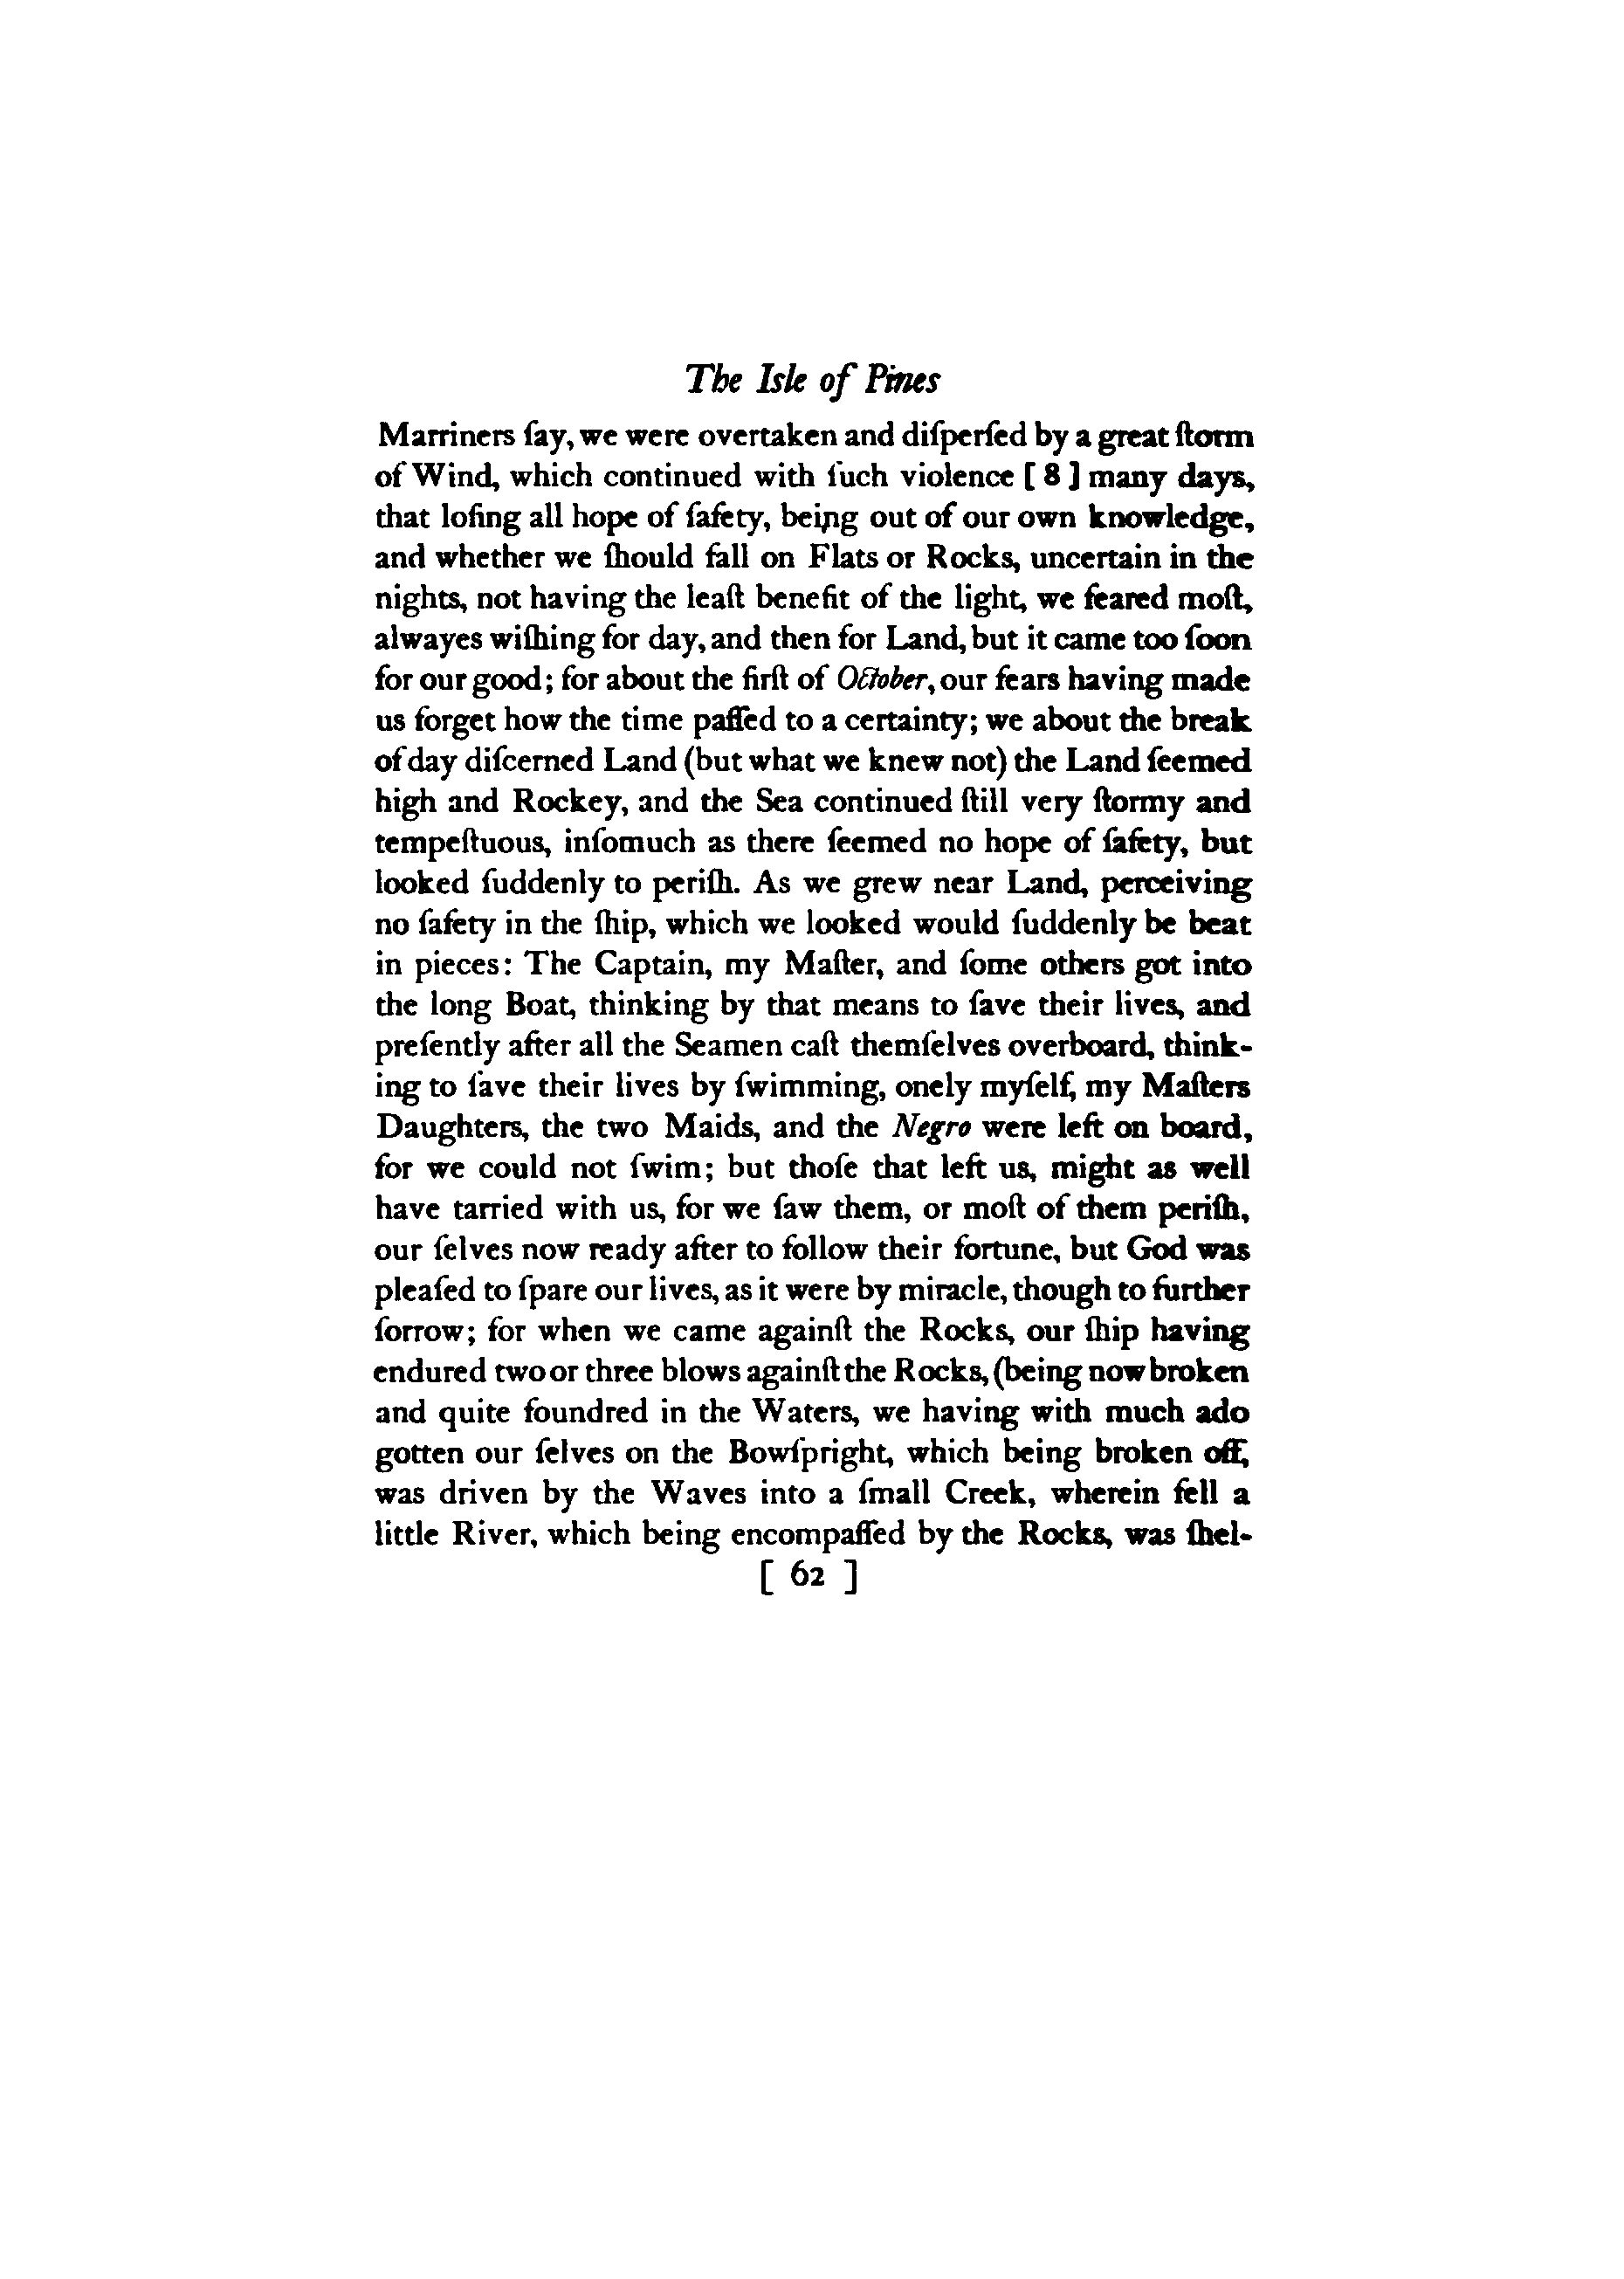 The Isle of Pines
Marriners ſay, we were overtaken and diſperſed by a great ſtorm
of Wind, which continued with ſuch violence [ 8 ] many days,
that loſing all hope of ſafety, being out of our own knowledge,
and whether we ſhould fall on Flats or Rocks, uncertain in the
nights, not having the leaſt benefit of the light, we feared moſt,
alwayes wiſhing for day, and then for Land, but it came too ſoon
for our good; for about the firſt of October, our fears having made
us forget how the time paſſed to a certainty; we about the break
of day diſcerned Land (but what we knew not) the Land ſeemed
high and Rockey, and the Sea continued ſtill very ſtormy and
tempeſtuous, inſomuch as there ſeemed no hope of ſafety, but
looked ſuddenly to periſh. As we grew near Land, perceiving
no ſafety in the ſhip, which we looked would ſuddenly be beat
in pieces: The Captain, my Maſter, and ſome others got into
the long Boat, thinking by that means to ſave their lives, and
preſently after all the Seamen caſt themſelves overboard, think-
ing to ſave their lives by ſwimming, onely myſelf, my Maſters
Daughters, the two Maids, and the Negro were left on board,
for we could not ſwim; but thoſe that left us, might as well
have tarried with us, for we ſaw them, or moſt of them periſh,
our ſelves now ready after to follow their fortune, but God was
pleaſed to ſpare our lives, as it were by miracle, though to further
ſorrow; for when we came againſt the Rocks, our ſhip having
endured two or three blows againſt the Rocks, (being now broken
and quite foundred in the Waters, we having with much ado
gotten our ſelves on the Bowſpright, which being broken off,
was driven by the Waves into a ſmall Creek, wherein fell a
little River, which being encompaſſed by the Rocks, was ſhel-
[ 62 ]